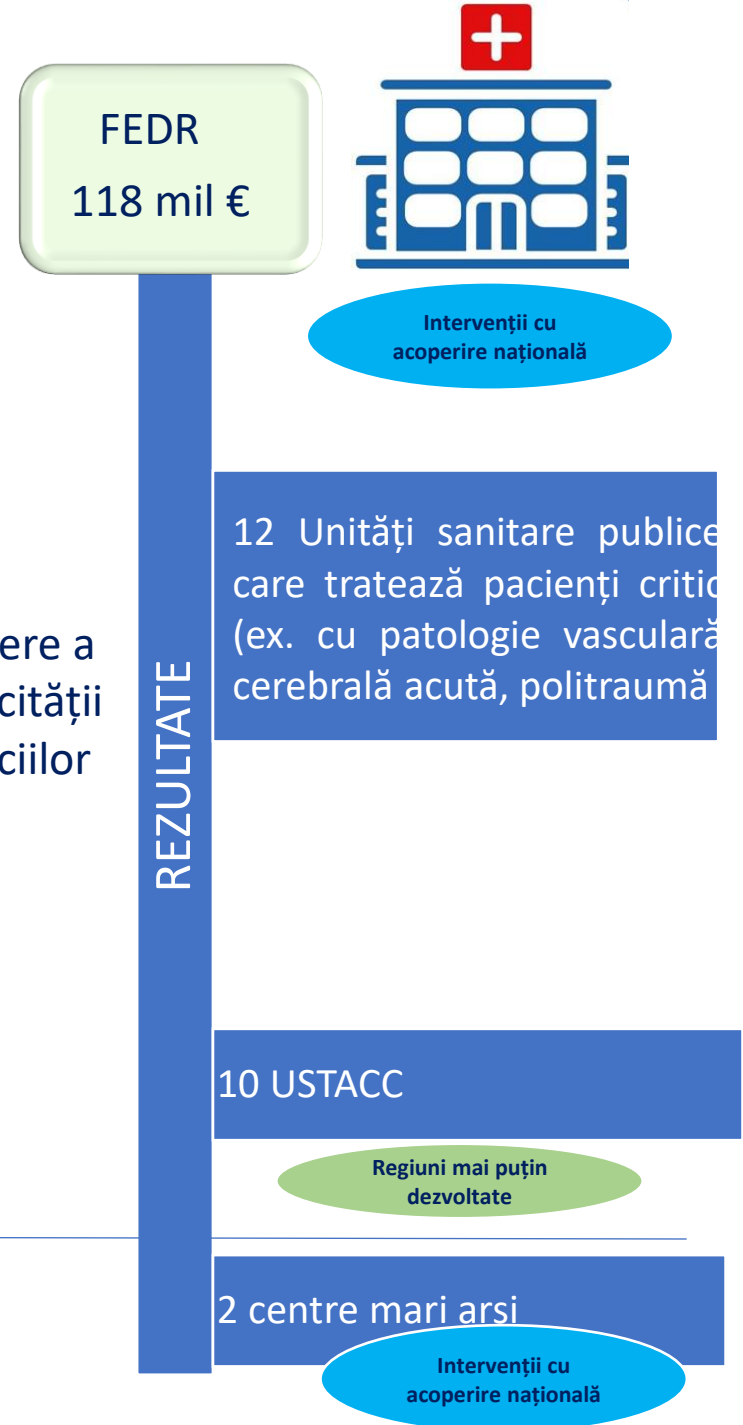 FEDR
118 mil €
Intervenții cu
acoperire națională
12 Unități sanitare publice
care tratează pacienți critic
(ex. cu patologie vasculară
cerebrală acută, politraumă
ere a
cității
ciilor
REZULTATE
10 USTACC
Regiuni mai puțin
dezvoltate
2 centre mari arși
Intervenții cu
acoperire națională